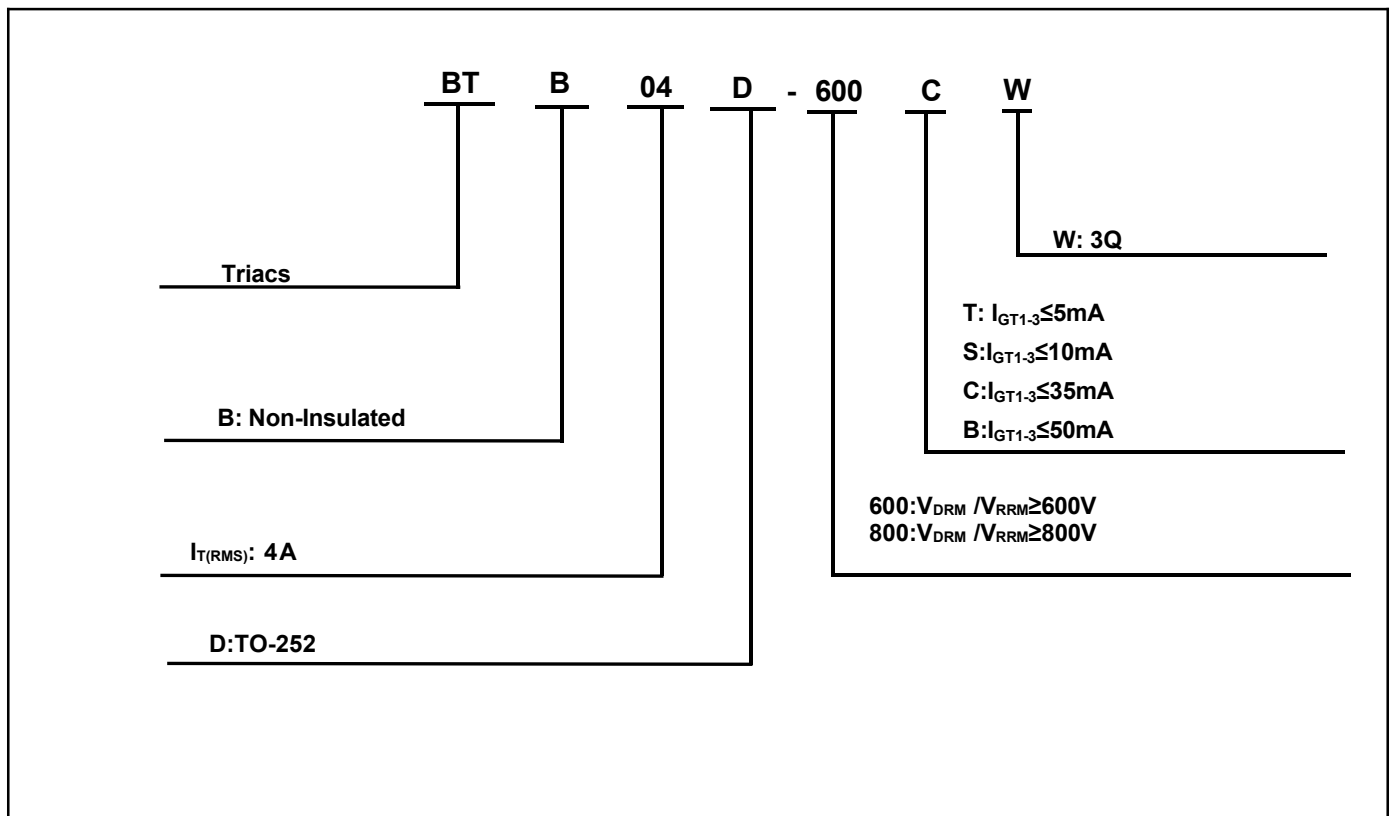 BT B 04 D - 600 C W
W: 3Q
Triacs
T: IGT1-3≤5mA
S:IGT1-3≤10mA
C:IGT1-3≤35mA
B:IGT1-3≤50mA
B: Non-Insulated
600:VDRM /VRRM≥600V
800:VDRM /VRRM≥800V
IT(RMS): 4A
D:TO-252